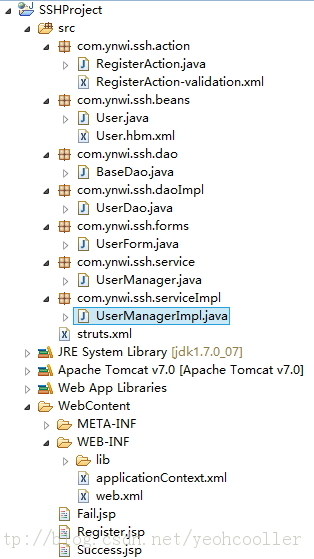 SSHProject
src
com.ynwi.ssh.action
RegisterAction.java
RegisterAction-validation.xml
com.ynwi.ssh.beans
User.java
User.hbm.xml
com.ynwi.ssh.dao
BaseDao.java
com.ynwi.ssh.daoImpl
UserDao.java
com.ynwi.ssh.forms
UserForm.java
com.ynwi.ssh.service
UserManager.java
com.ynwi.ssh.serviceImpl
UserManagerImpl.java
struts.xml
JRE System Library [jdk1.7.0_07]
Apache Tomcat v7.0 [Apache Tomcat v7.0]
Web App Libraries
WebContent
META-INF
WEB-INF
lib
applicationContext.xml
web.xml
Fail.jsp
http://blog.csdn.net/yeohcooller
Register.jsp
Success.jsp